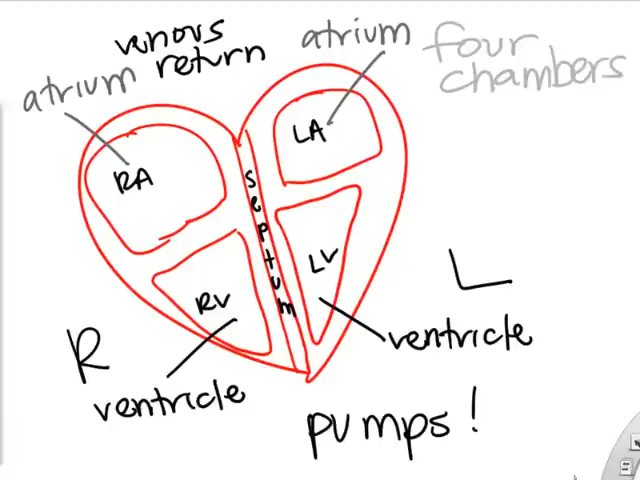 venous
return
atrium
atrium
four
chambers
RA
LA
septum
RV
LV
R
L
ventricle
ventricle
pumps!